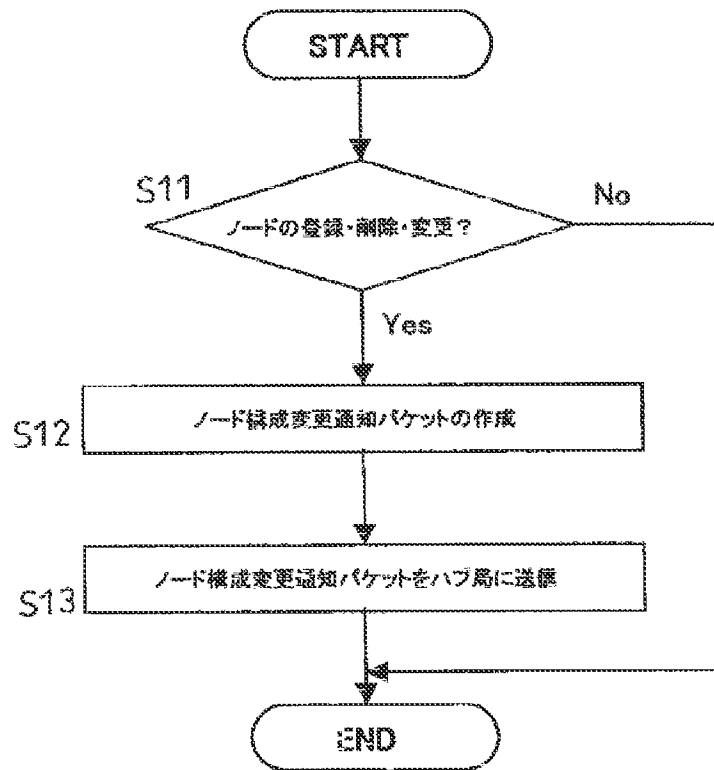 START
S11
ノードの登録・削除・変更？
No
Yes
S12
ノード構成変更通知パケットの作成
S13
ノード構成変更通知パケットをハブ局に送信
END